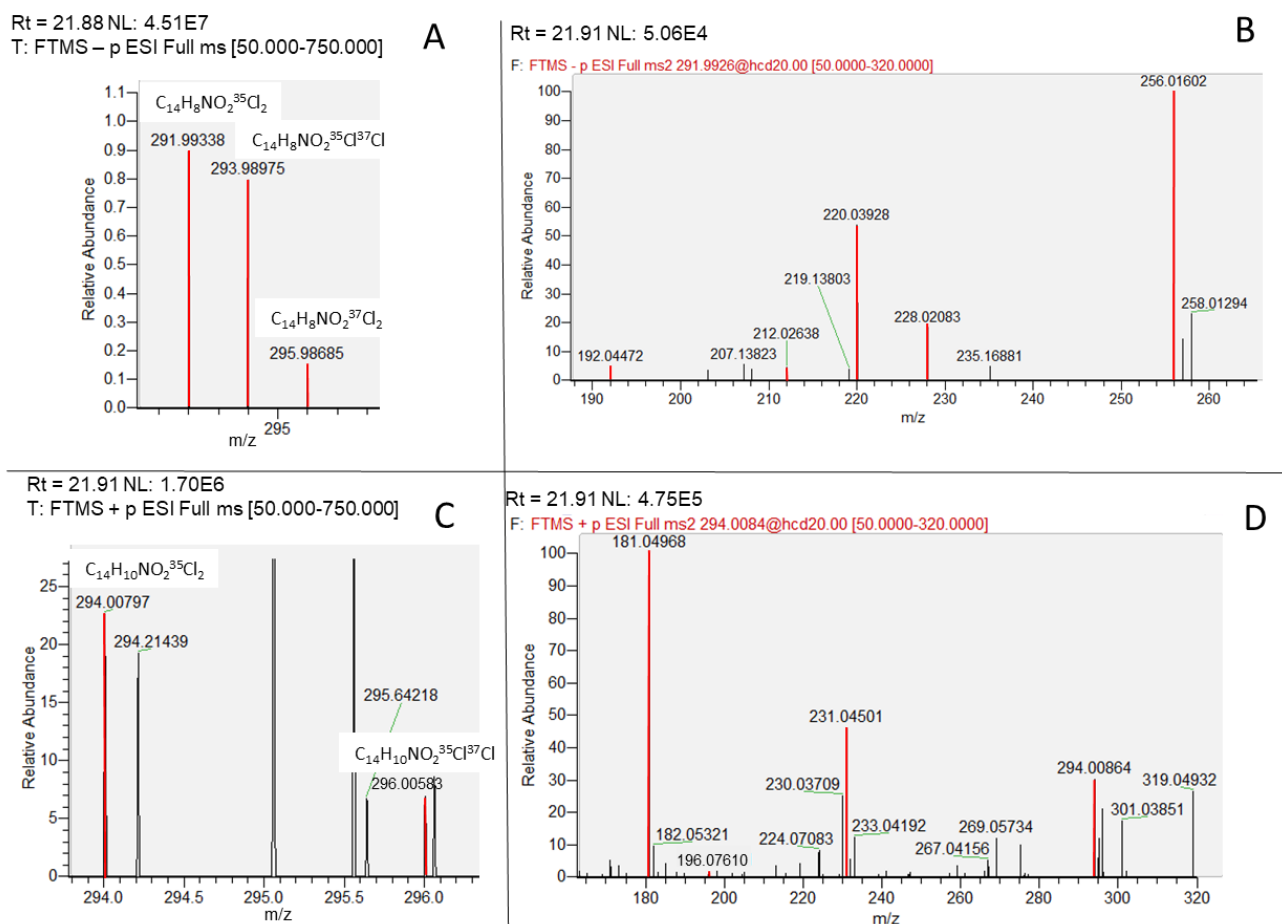 Rt = 21.88 NL: 4.51E7
T: FTMS – p ESI Full ms [50.000-750.000]
A
C₁₄H₈NO₂³⁵Cl₂
C₁₄H₈NO₂³⁵Cl³⁷Cl
C₁₄H₈NO₂³⁷Cl₂
291.99338
293.98975
295.98685
1.1
1.0
0.9
0.8
0.7
0.6
0.5
0.4
0.3
0.2
0.1
0.0
Relative Abundance
295
m/z
Rt = 21.91 NL: 5.06E4
B
F: FTMS - p ESI Full ms2 291.9926@hcd20.00 [50.0000-320.0000]
100
90
80
70
60
50
40
30
20
10
0
Relative Abundance
256.01602
220.03928
219.13803
258.01294
228.02083
212.02638
207.13823
235.16881
192.04472
190 200 210 220 230 240 250 260
m/z
Rt = 21.91 NL: 1.70E6
T: FTMS + p ESI Full ms [50.000-750.000]
C
C₁₄H₁₀NO₂³⁵Cl₂
294.00797
294.21439
295.64218
C₁₄H₁₀NO₂³⁵Cl³⁷Cl
296.00583
25
20
15
10
5
0
Relative Abundance
294.0 294.5 295.0 295.5 296.0
m/z
Rt = 21.91 NL: 4.75E5
D
F: FTMS + p ESI Full ms2 294.0084@hcd20.00 [50.0000-320.0000]
100
90
80
70
60
50
40
30
20
10
0
Relative Abundance
181.04968
231.04501
230.03709
294.00864
319.04932
301.03851
233.04192
269.05734
182.05321
224.07083
267.04156
196.07610
180 200 220 240 260 280 300 320
m/z